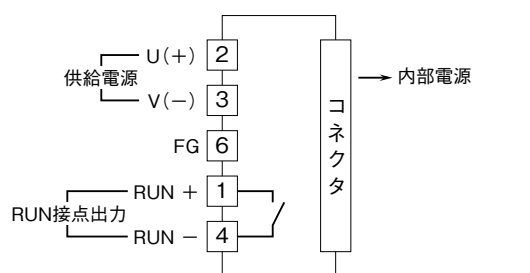 U(+) 2
供給電源
V(−) 3
FG 6
RUN + 1
RUN接点出力
RUN − 4
コネクタ
内部電源